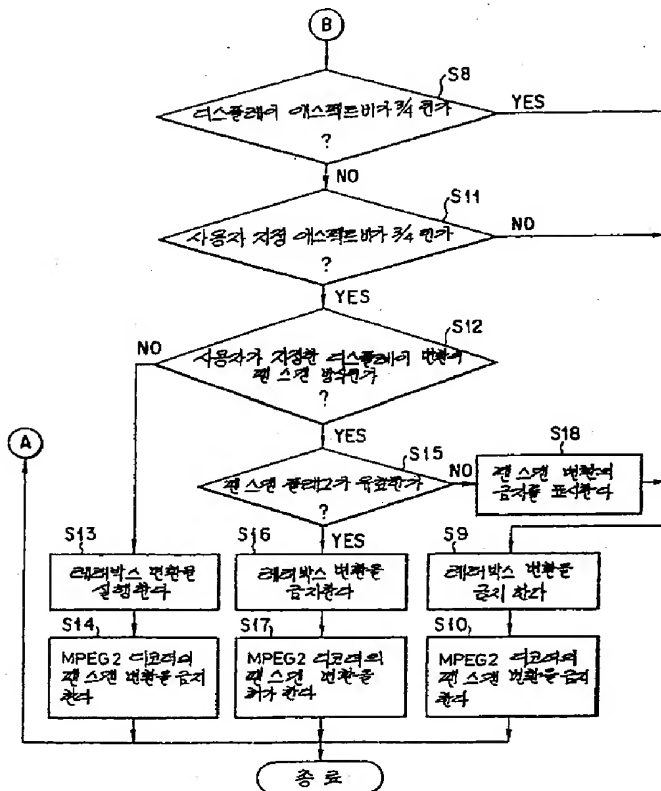 B
S8
디스플레이 애스펙트비가 3/4 인가
?
YES
NO
S11
사용자 지정 애스펙트비가 3/4 인가
?
NO
YES
S12
사용자가 지정한 디스플레이 변환이
팬 스캔 방식인가
?
NO
YES
A
S15
팬 스캔 플래그가 유효한가
?
NO
YES
S18
팬 스캔 변환의
금지를 표시한다
S13
레터박스 변환을
실행한다
S16
레터박스 변환을
금지한다
S9
레터박스 변환을
금지 한다
S14
MPEG2 디코더의
팬 스캔 변환을 금지
한다
S17
MPEG2 디코더의
팬 스캔 변환을
허가 한다
S10
MPEG2 디코더의
팬 스캔 변환을 금지
한다
종료